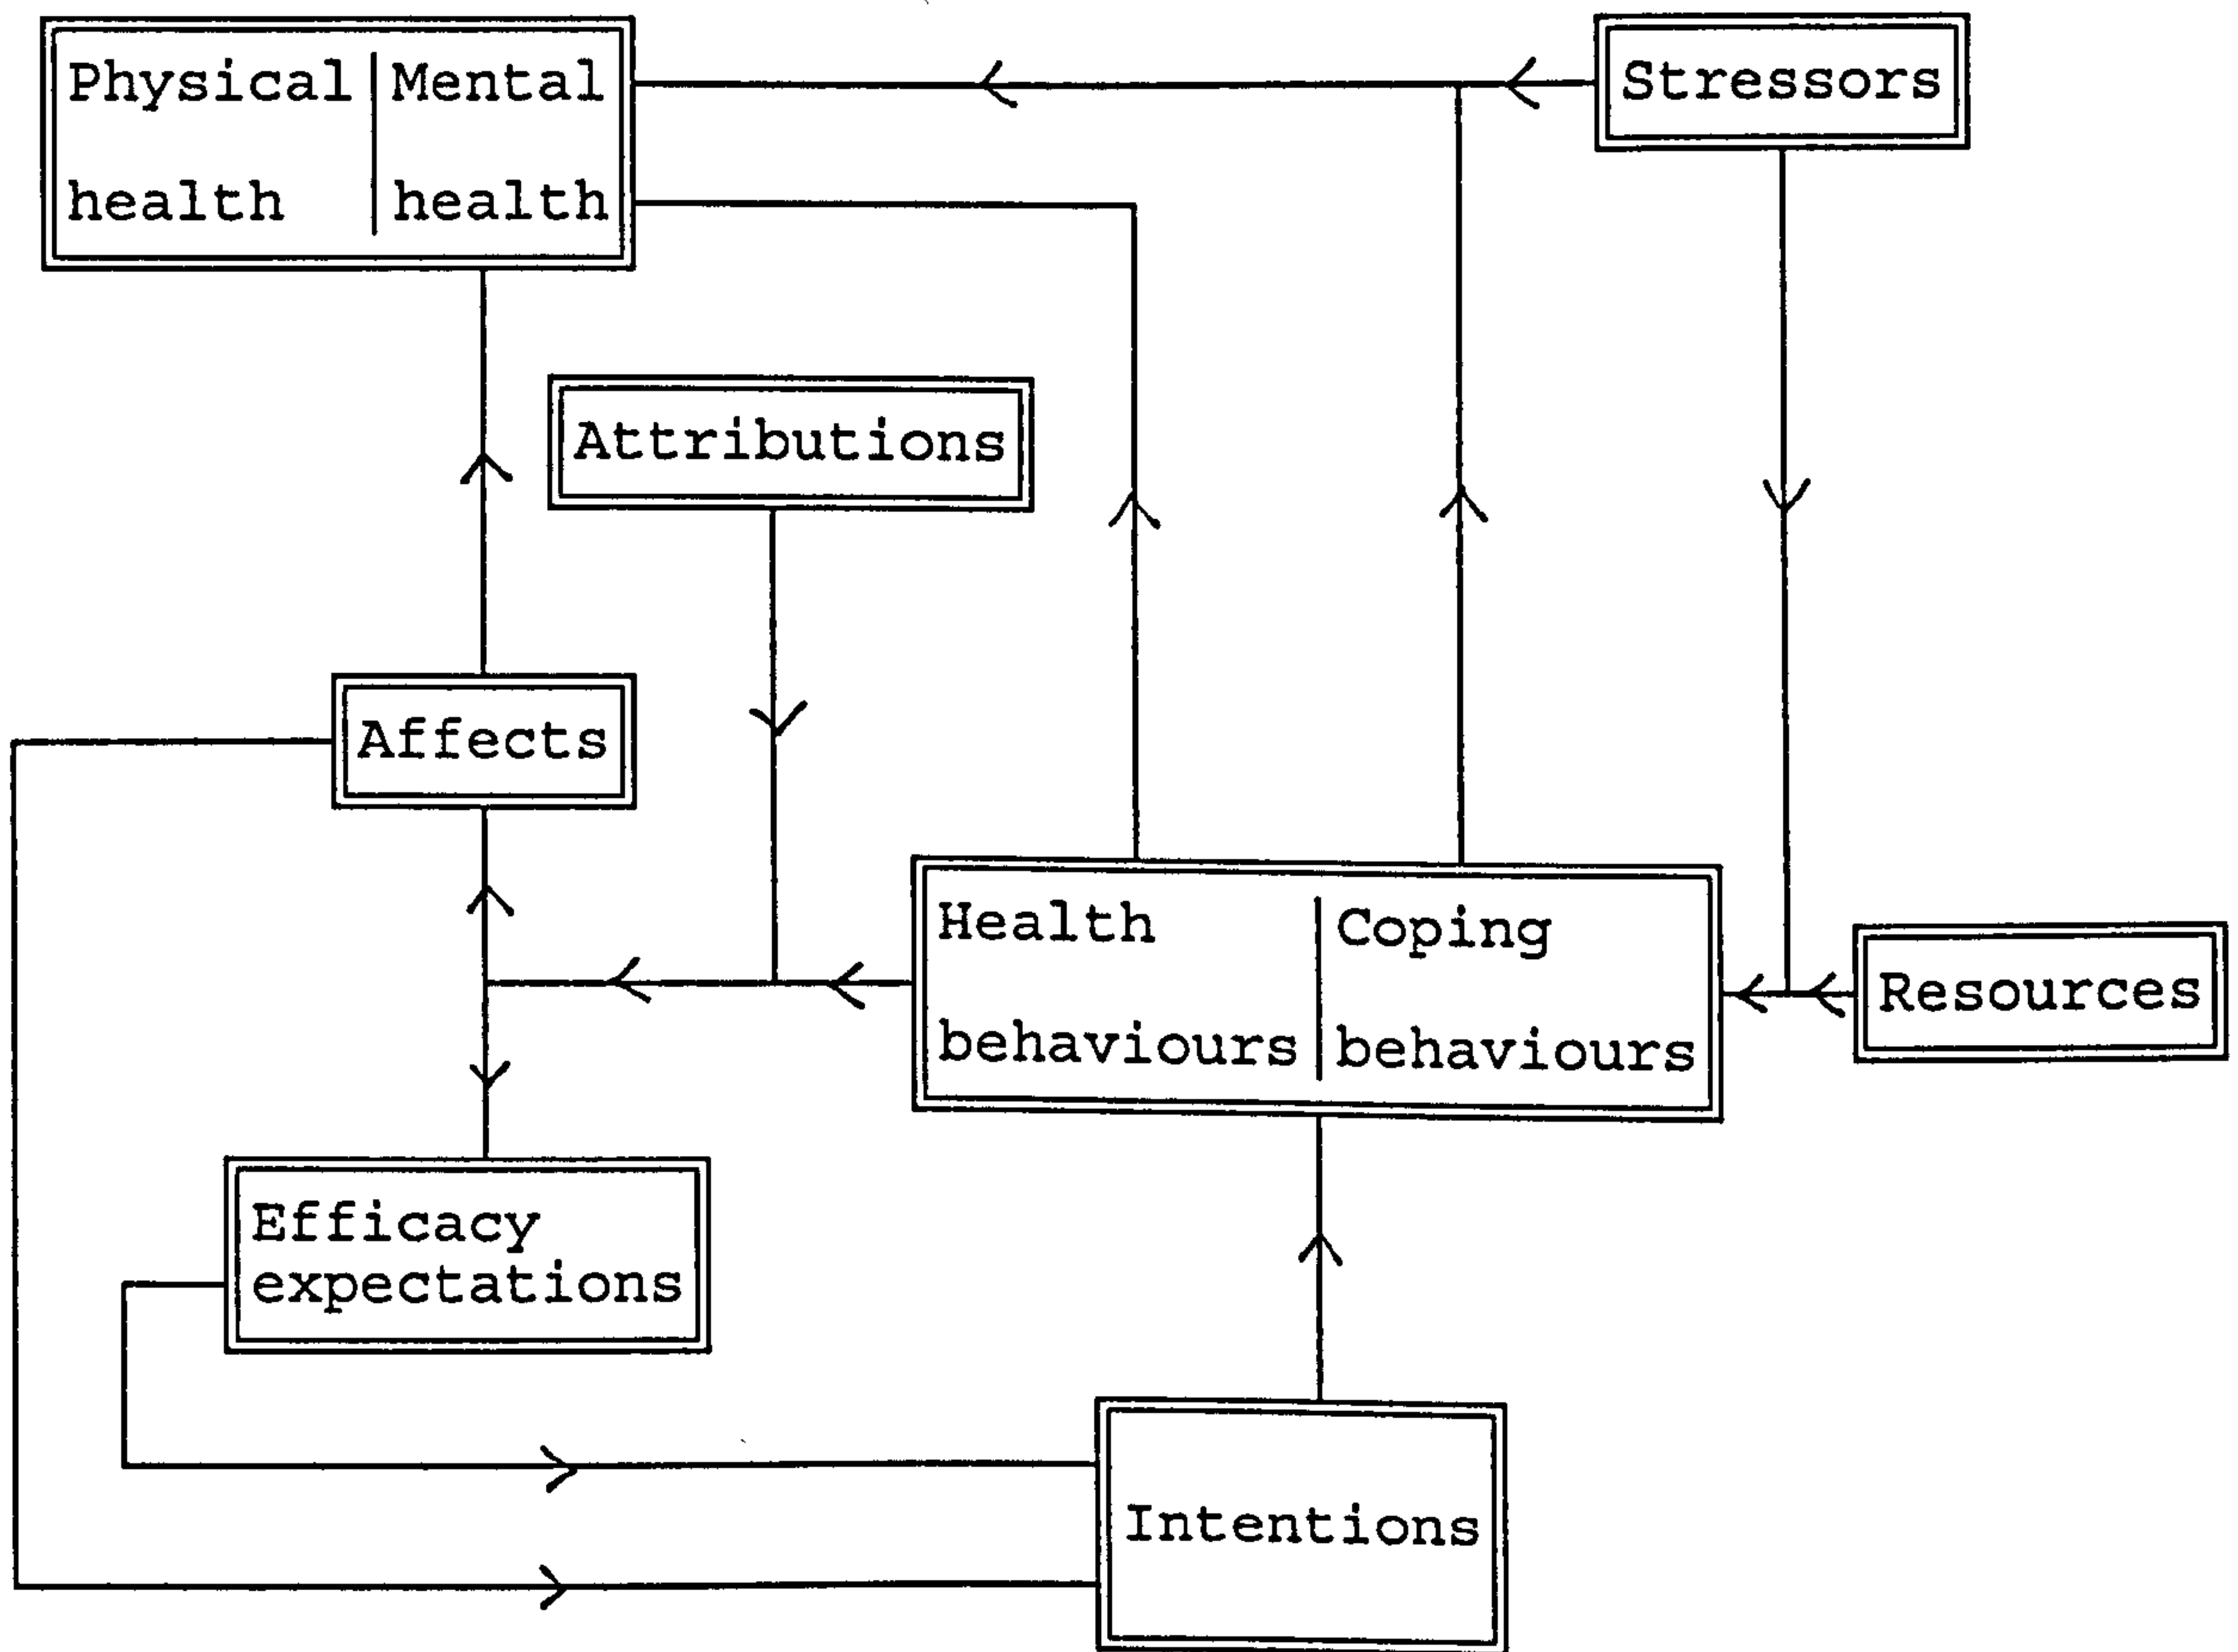 Physical Mental
health health
Stressors
Attributions
Affects
Health Coping
behaviours behaviours
Resources
Efficacy
expectations
Intentions